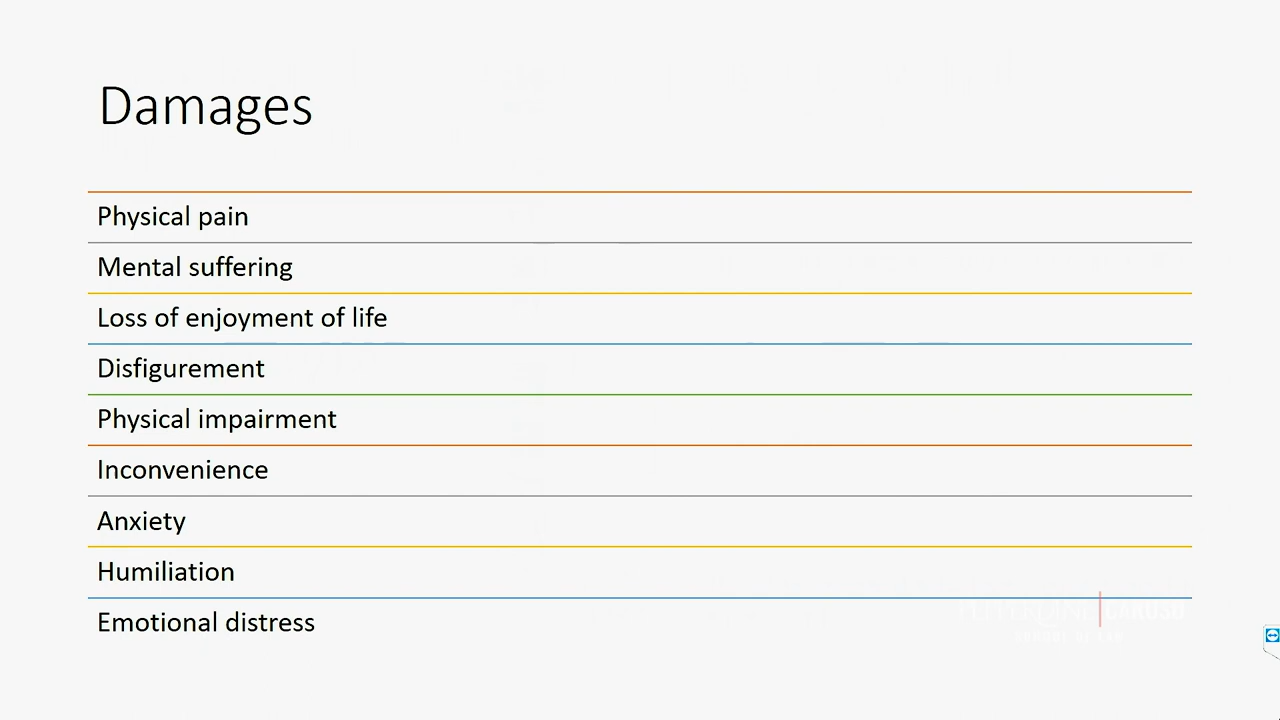 Damages
Physical pain
Mental suffering
Loss of enjoyment of life
Disfigurement
Physical impairment
Inconvenience
Anxiety
Humiliation
Emotional distress